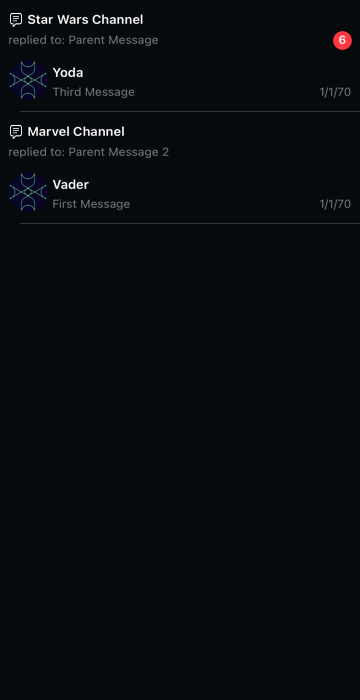 Star Wars Channel
replied to: Parent Message
6
Yoda
Third Message
1/1/70
Marvel Channel
replied to: Parent Message 2
Vader
First Message
1/1/70